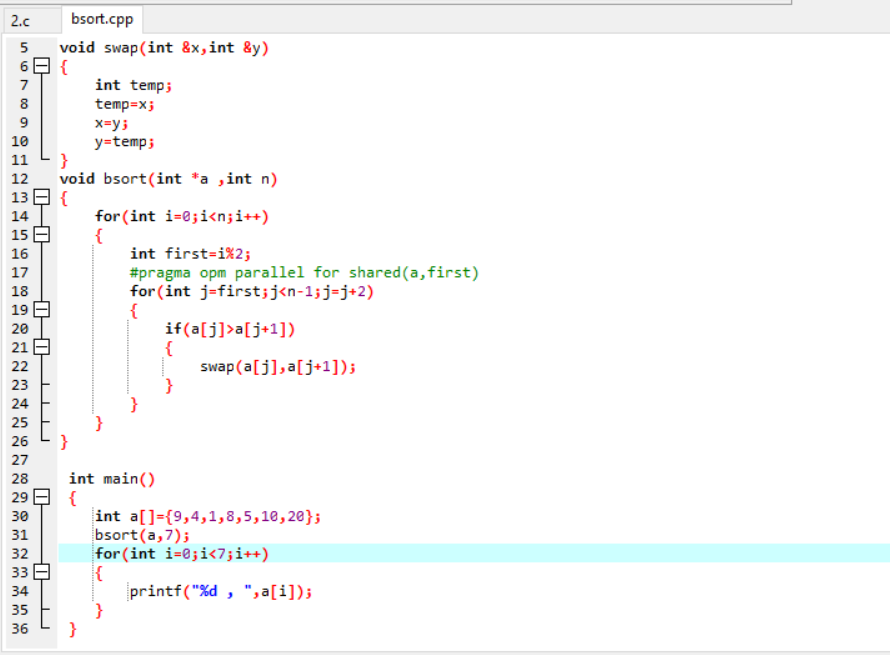 2.c bsort.cpp
5 void swap(int &x,int &y)
6 {
7 int temp;
8 temp=x;
9 x=y;
10 y=temp;
11 }
12 void bsort(int *a ,int n)
13 {
14 for(int i=0;i<n;i++)
15 {
16 int first=i%2;
17 #pragma opm parallel for shared(a,first)
18 for(int j=first;j<n-1;j=j+2)
19 {
20 if(a[j]>a[j+1])
21 {
22 swap(a[j],a[j+1]);
23 }
24 }
25 }
26 }
27
28 int main()
29 {
30 int a[]={9,4,1,8,5,10,20};
31 bsort(a,7);
32 for(int i=0;i<7;i++)
33 {
34 printf("%d , ",a[i]);
35 }
36 }